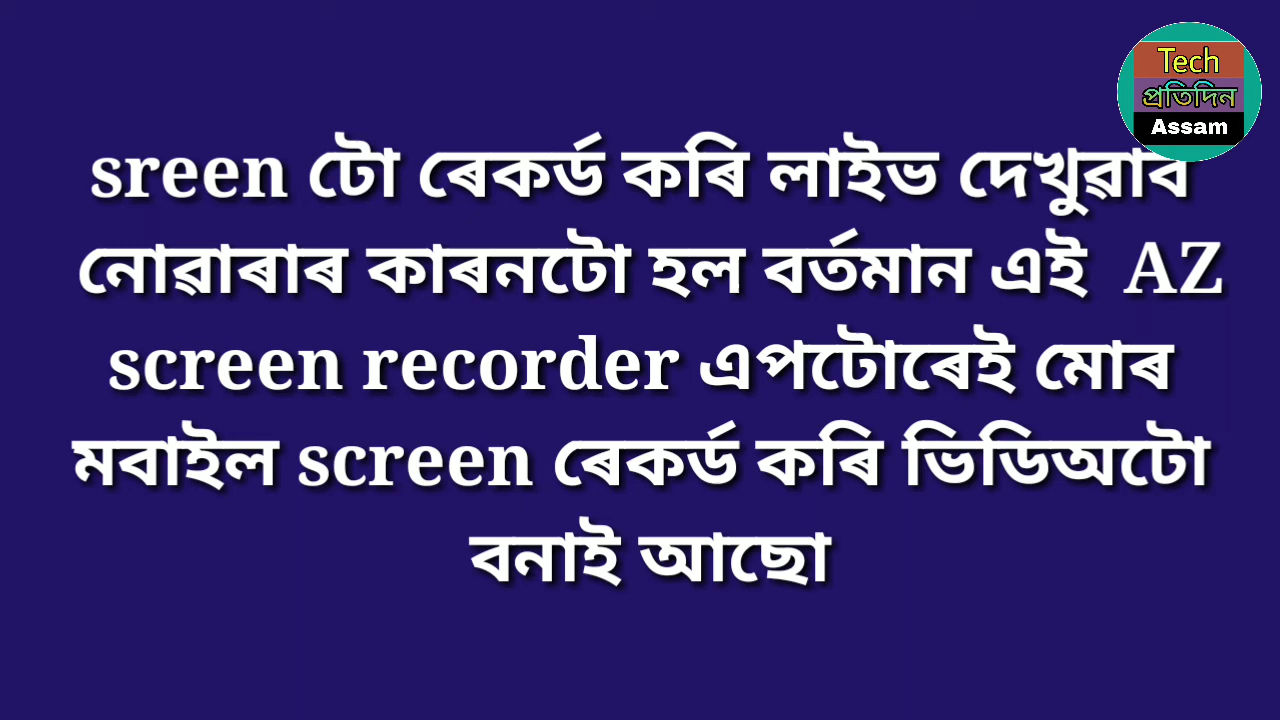 Tech
প্ৰতিদিন
Assam
sreen টো ৰেকৰ্ড কৰি লাইভ দেখুৱাব
নোৱাৰাৰ কাৰনটো হল বৰ্তমান এই AZ
screen recorder এপটোৰেই মোৰ
মবাইল screen ৰেকৰ্ড কৰি ভিডিঅটো
বনাই আছো